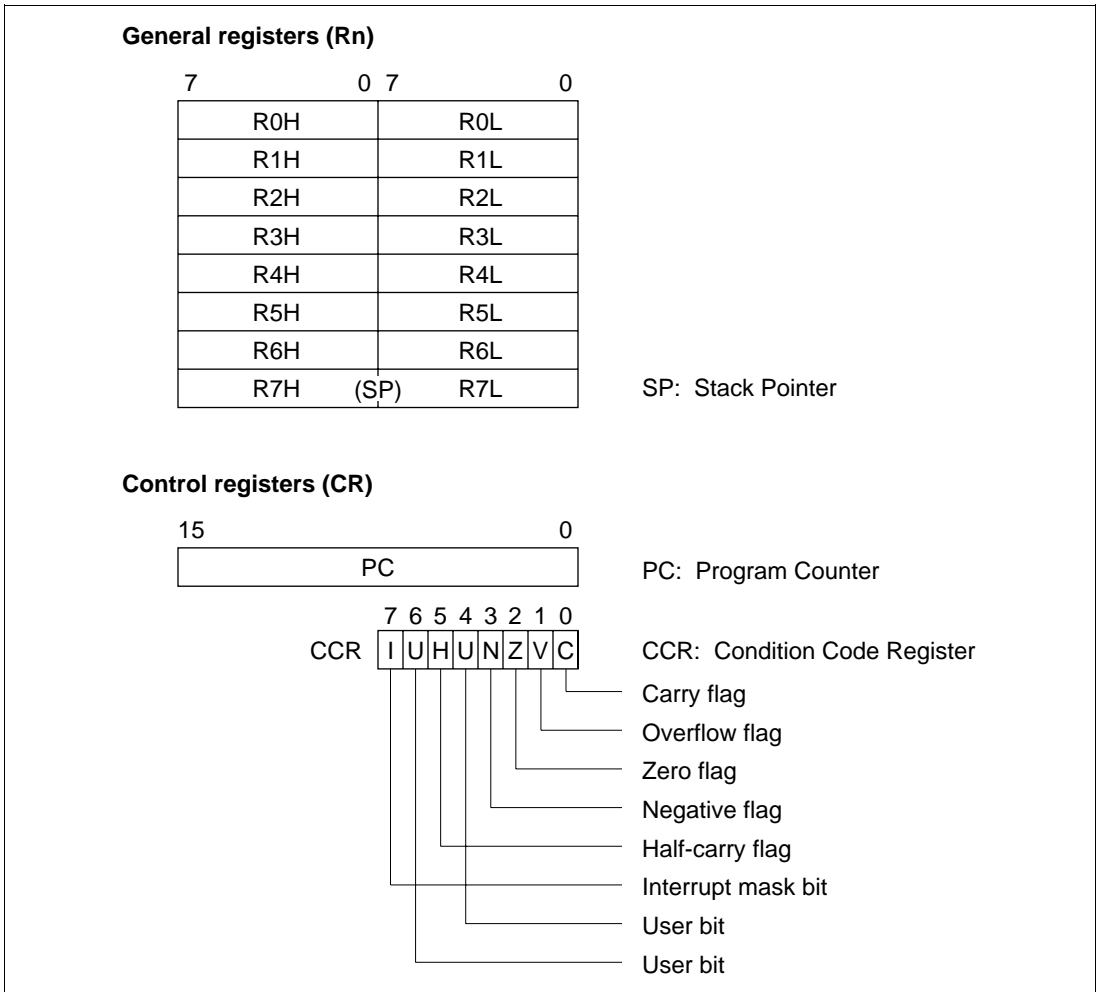 General registers (Rn)
7 0 7 0
R0H R0L
R1H R1L
R2H R2L
R3H R3L
R4H R4L
R5H R5L
R6H R6L
R7H (SP) R7L SP: Stack Pointer
Control registers (CR)
15 0
PC PC: Program Counter
7 6 5 4 3 2 1 0
CCR I U H U N Z V C CCR: Condition Code Register
Carry flag
Overflow flag
Zero flag
Negative flag
Half-carry flag
Interrupt mask bit
User bit
User bit